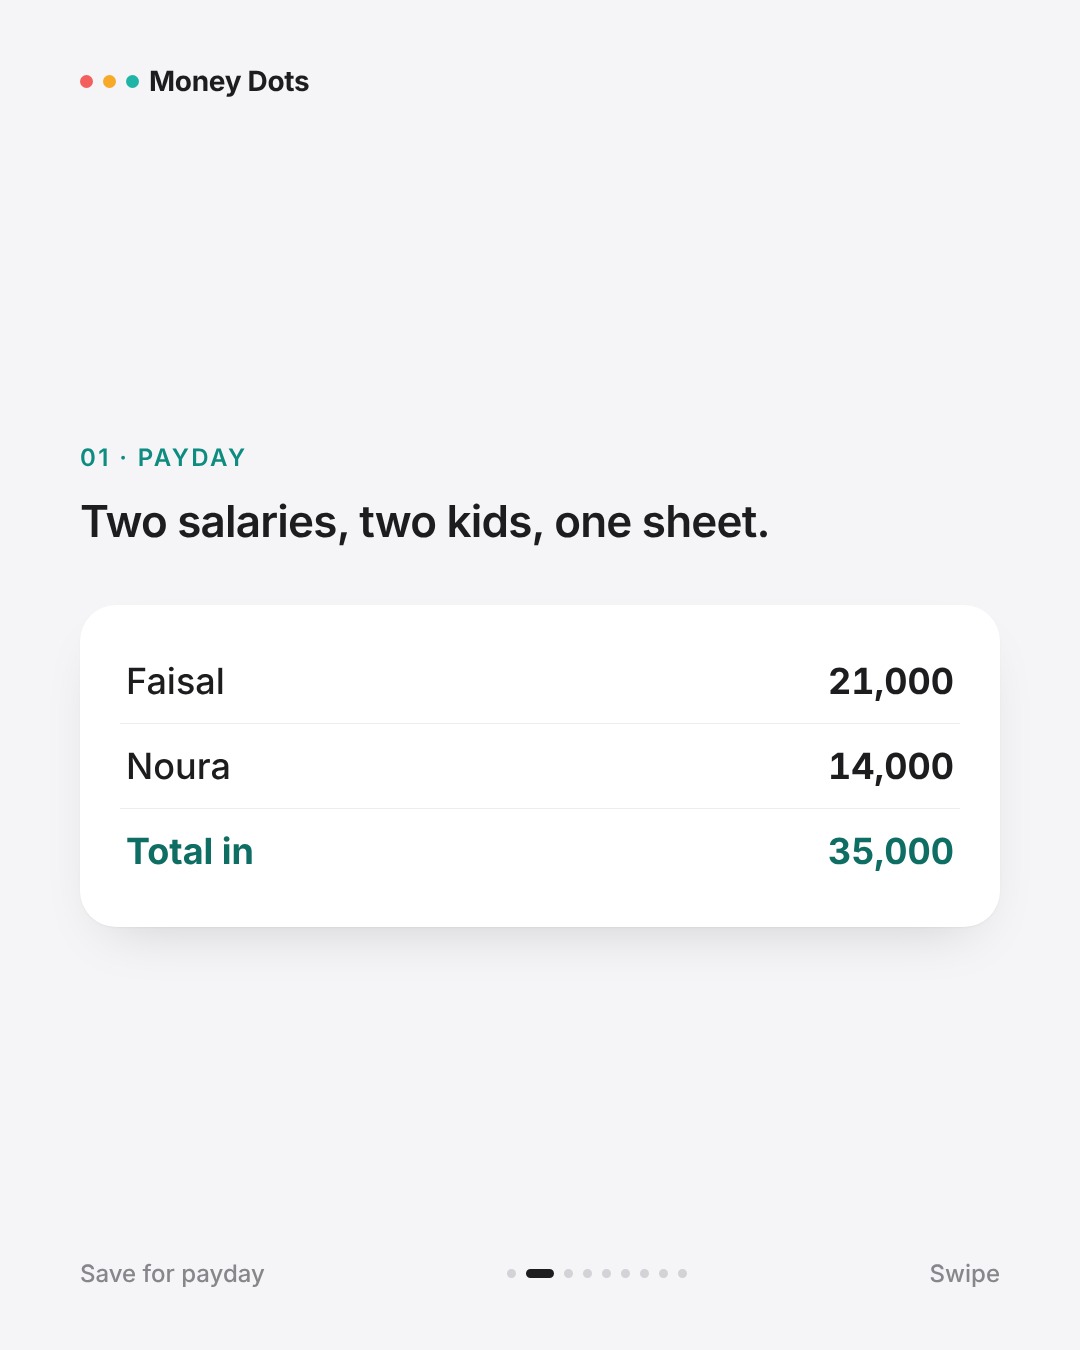 Money Dots
01 · PAYDAY
Two salaries, two kids, one sheet.
Faisal 21,000
Noura 14,000
Total in 35,000
Save for payday Swipe